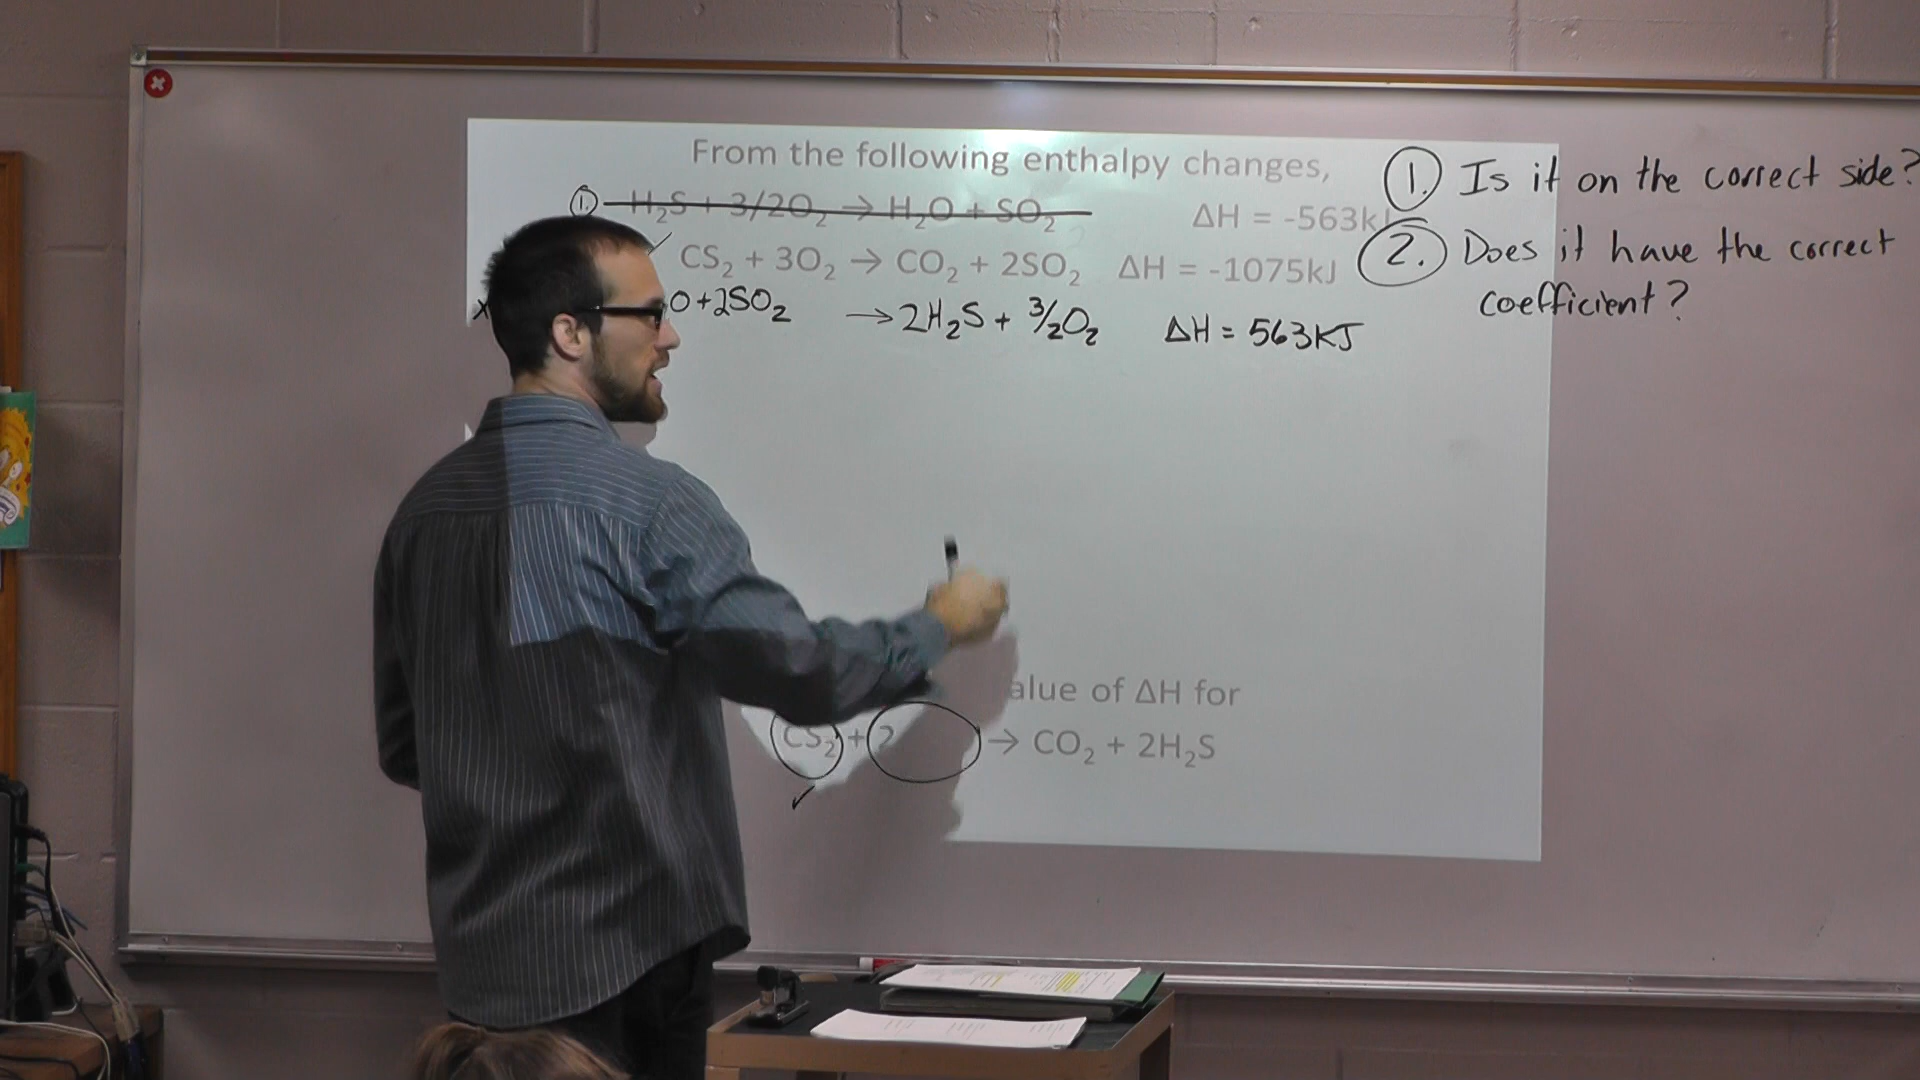 From the following enthalpy changes,
1. H₂S + 3/2O₂ → H₂O + SO₂ ΔH = -563kJ
✓ CS₂ + 3O₂ → CO₂ + 2SO₂ ΔH = -1075kJ
O+2SO₂ → 2H₂S + 3/2O₂ ΔH = 563KJ
1. Is it on the correct side?
2. Does it have the correct
coefficient?
alue of ΔH for
CS₂ + 2 → CO₂ + 2H₂S
✓